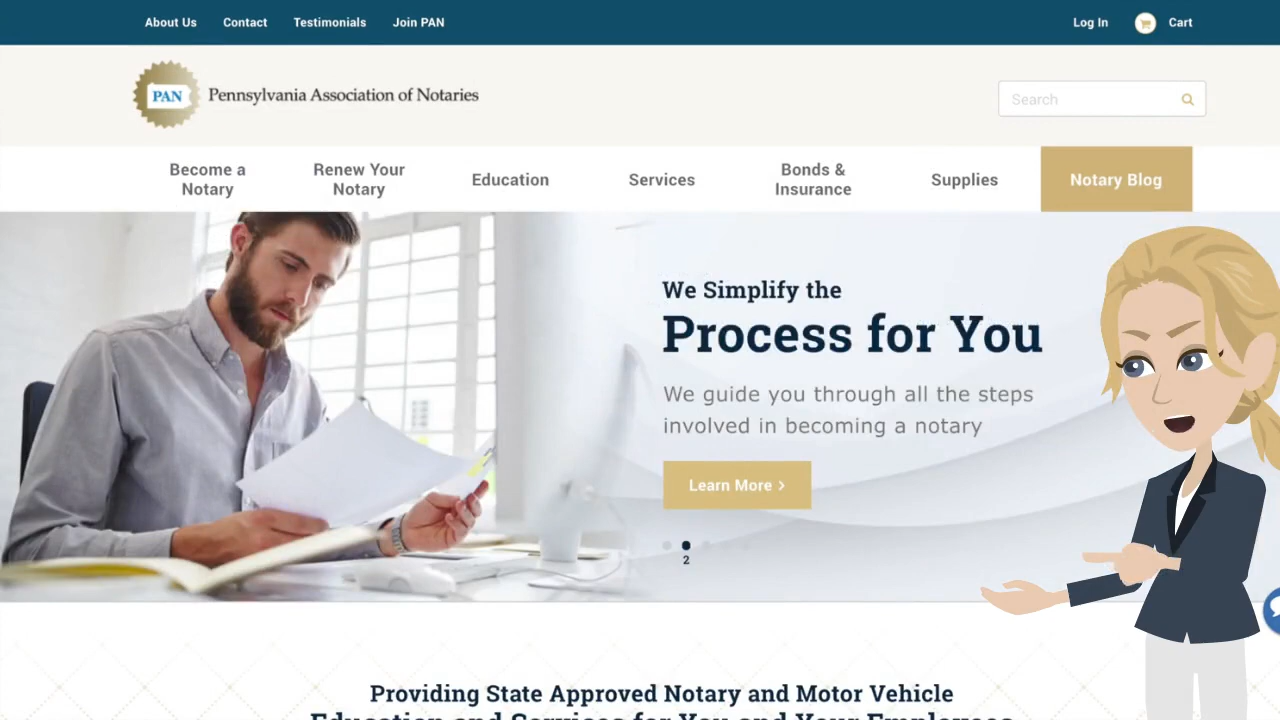 About Us Contact Testimonials Join PAN Log In Cart
PAN Pennsylvania Association of Notaries
Search
Become a Notary
Renew Your Notary
Education
Services
Bonds & Insurance
Supplies
Notary Blog
We Simplify the
Process for You
We guide you through all the steps
involved in becoming a notary
Learn More ›
2
Providing State Approved Notary and Motor Vehicle
Education and Services for You and Your Employees